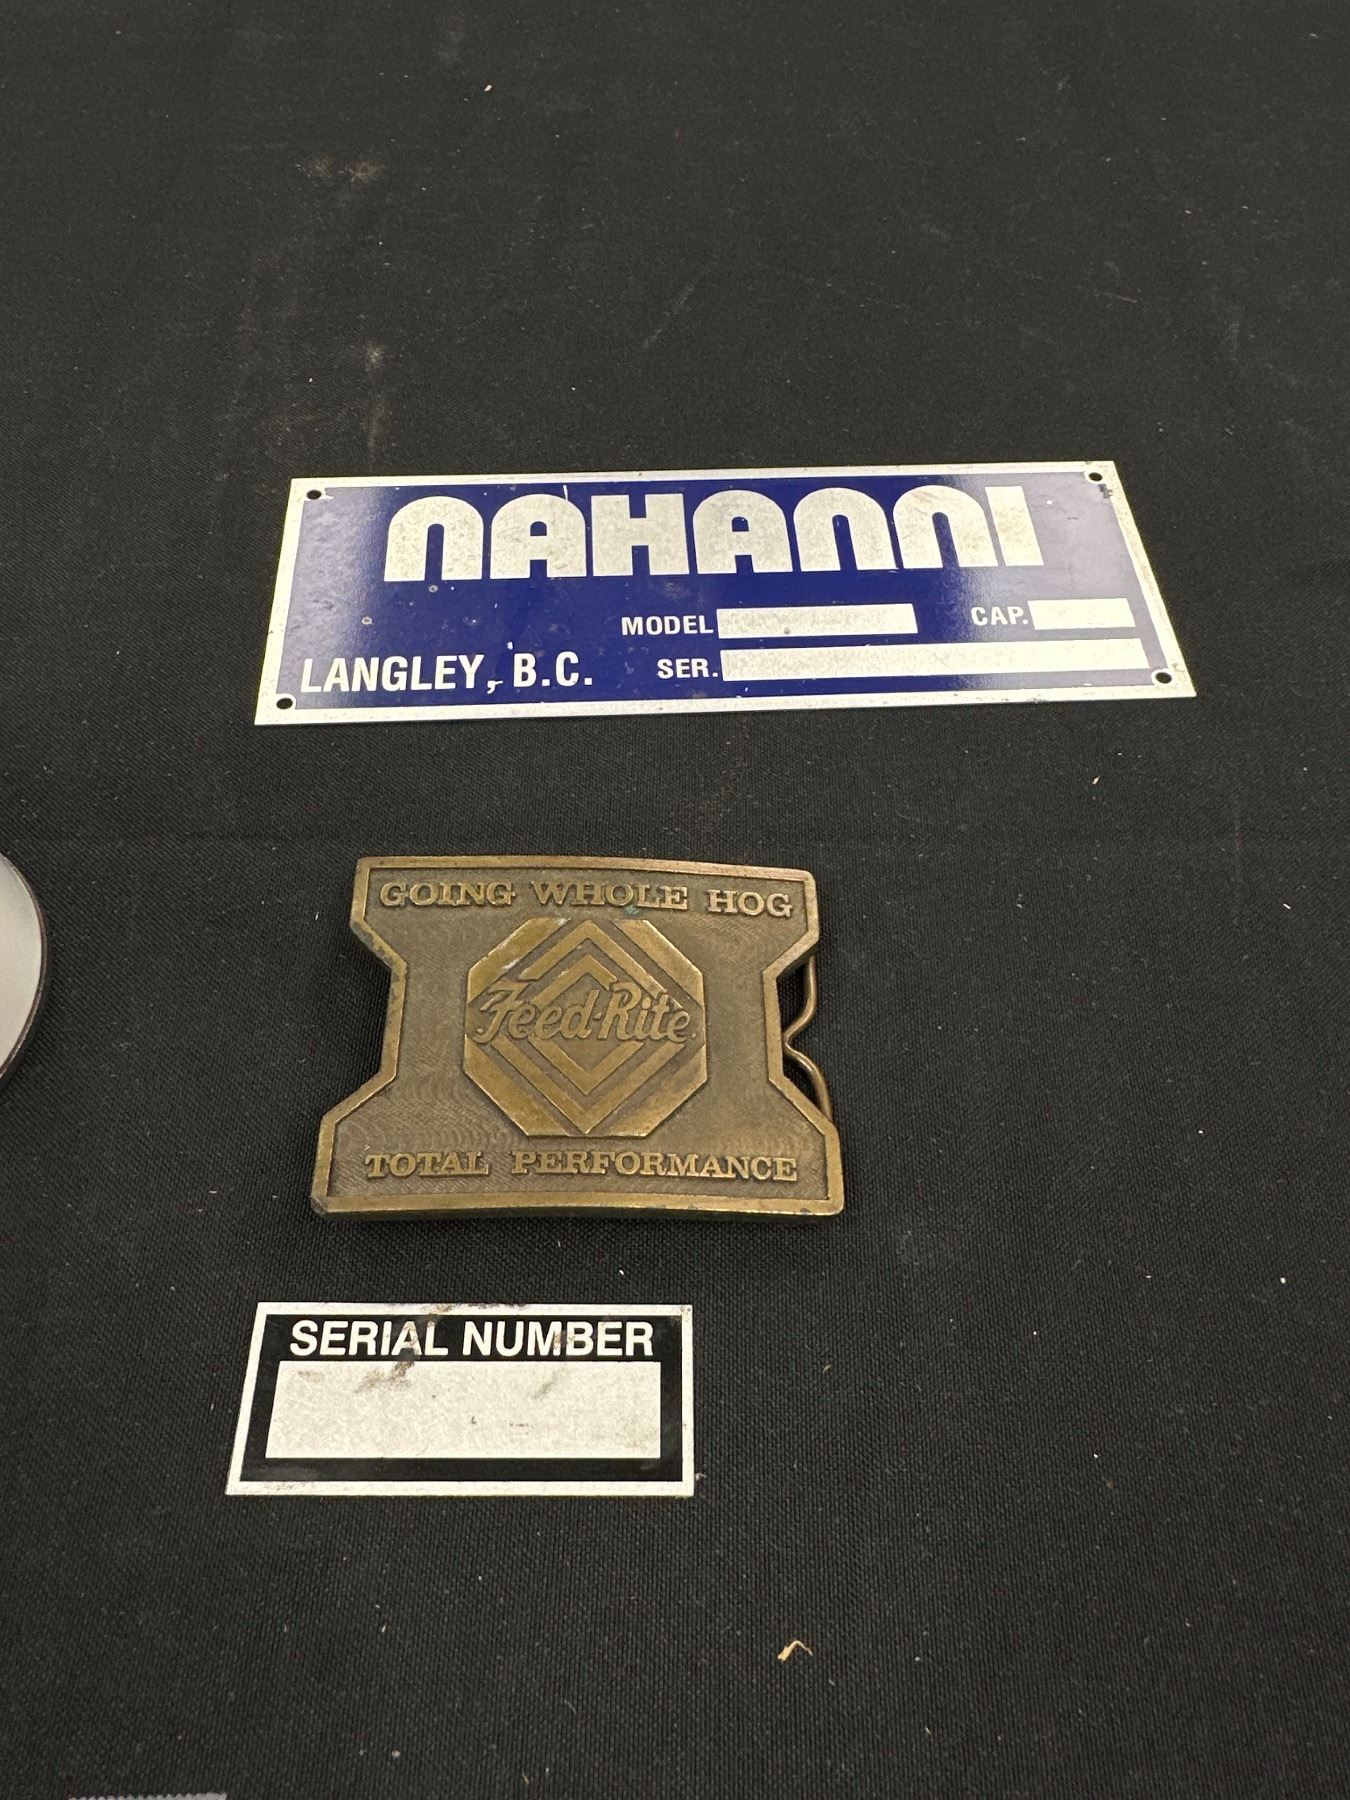 NAHANNI
MODEL CAP.
LANGLEY, B.C. SER.
GOING WHOLE HOG
Feed-Rite
TOTAL PERFORMANCE
SERIAL NUMBER